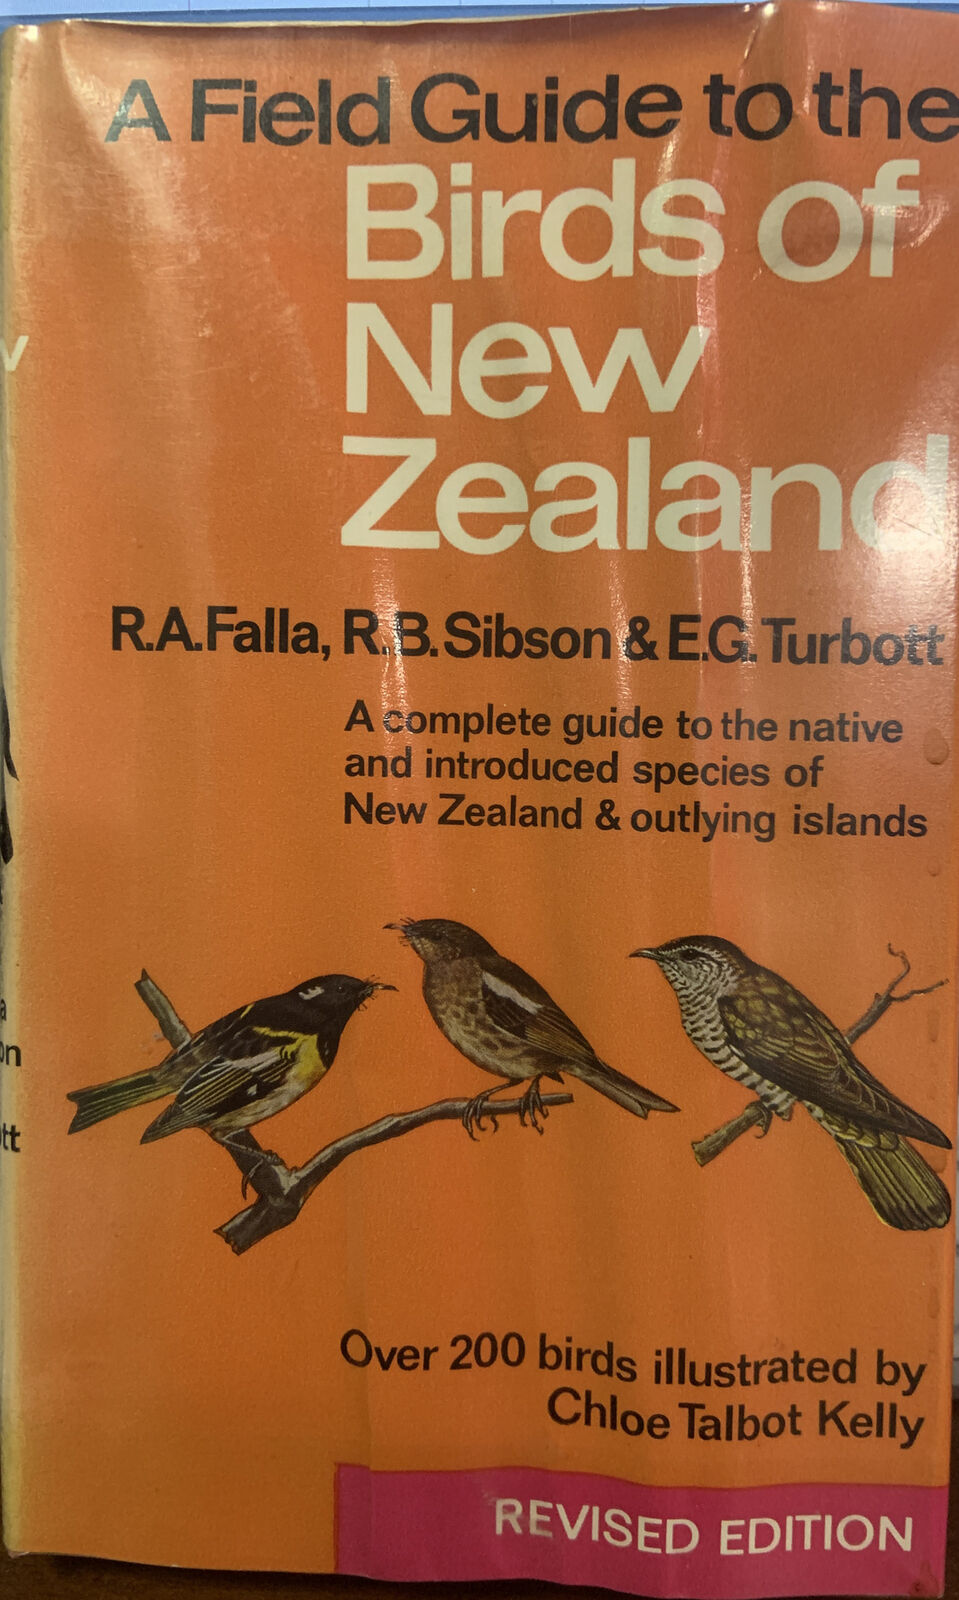 A Field Guide to the
Birds of
New
Zealand
R.A.Falla, R.B.Sibson & E.G.Turbott
A complete guide to the native
and introduced species of
New Zealand & outlying islands
Over 200 birds illustrated by
Chloe Talbot Kelly
REVISED EDITION